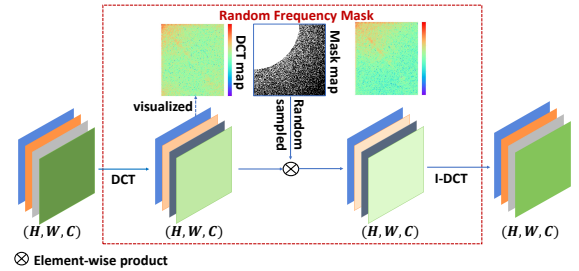 Random Frequency Mask
DCT map
Mask map
visualized
Random
sampled
DCT
I-DCT
(H, W, C)
(H, W, C)
(H, W, C)
(H, W, C)
⊗ Element-wise product